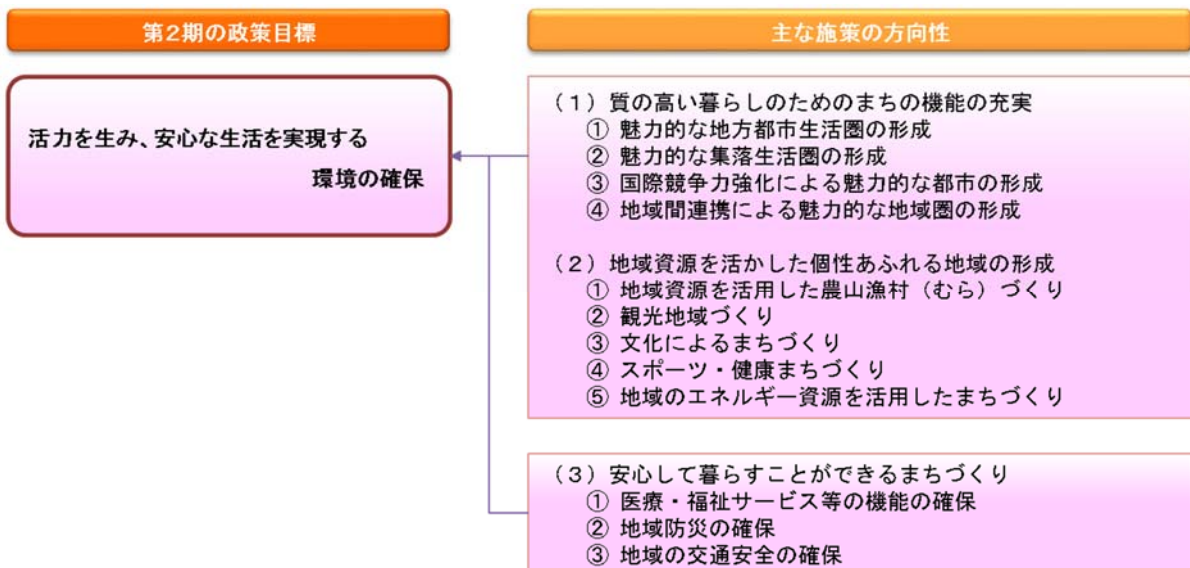 第2期の政策目標
主な施策の方向性
活力を生み、安心な生活を実現する
環境の確保
（１）質の高い暮らしのためのまちの機能の充実
① 魅力的な地方都市生活圏の形成
② 魅力的な集落生活圏の形成
③ 国際競争力強化による魅力的な都市の形成
④ 地域間連携による魅力的な地域圏の形成
（２）地域資源を活かした個性あふれる地域の形成
① 地域資源を活用した農山漁村（むら）づくり
② 観光地域づくり
③ 文化によるまちづくり
④ スポーツ・健康まちづくり
⑤ 地域のエネルギー資源を活用したまちづくり
（３）安心して暮らすことができるまちづくり
① 医療・福祉サービス等の機能の確保
② 地域防災の確保
③ 地域の交通安全の確保